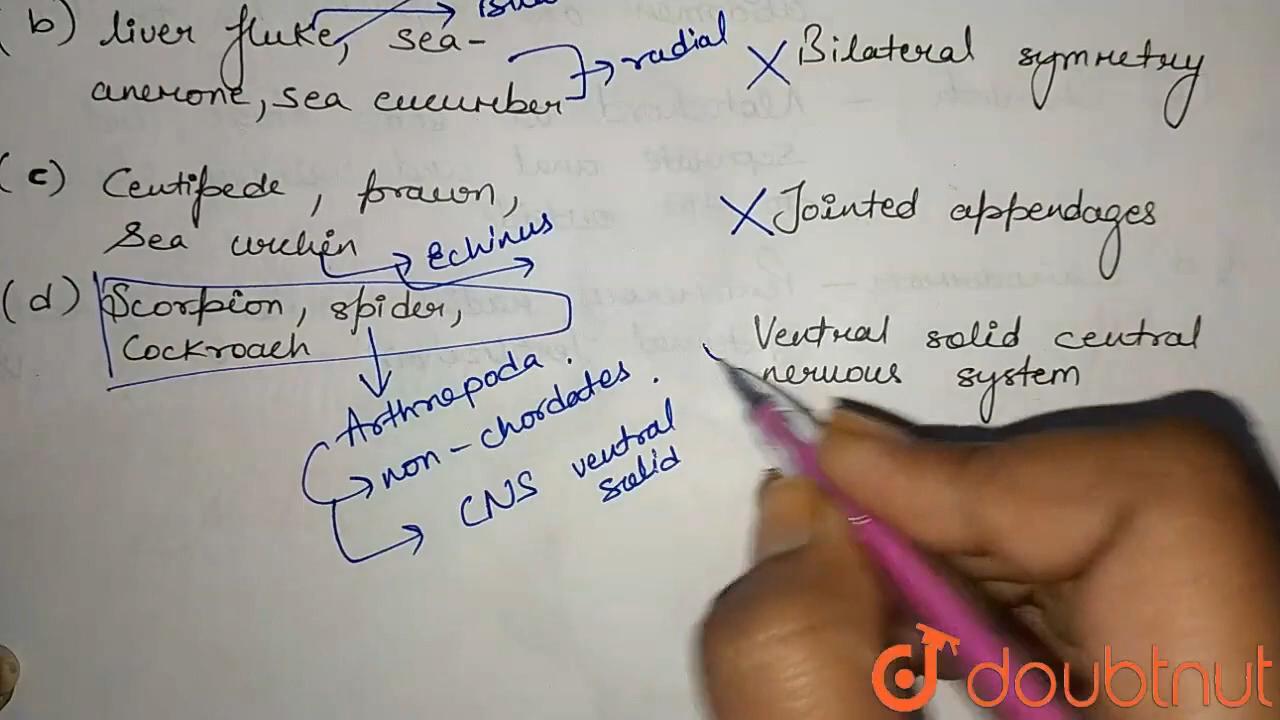 (b) liver fluke, sea-
anemone, sea cucumber
radial
Bilateral symmetry
(c) Centipede, prawn,
Sea urchin
Echinus
Jointed appendages
(d) Scorpion, spider,
Cockroach
Ventral solid central
nervous system
Arthropoda.
non-chordates.
CNS ventral
solid
doubtnut